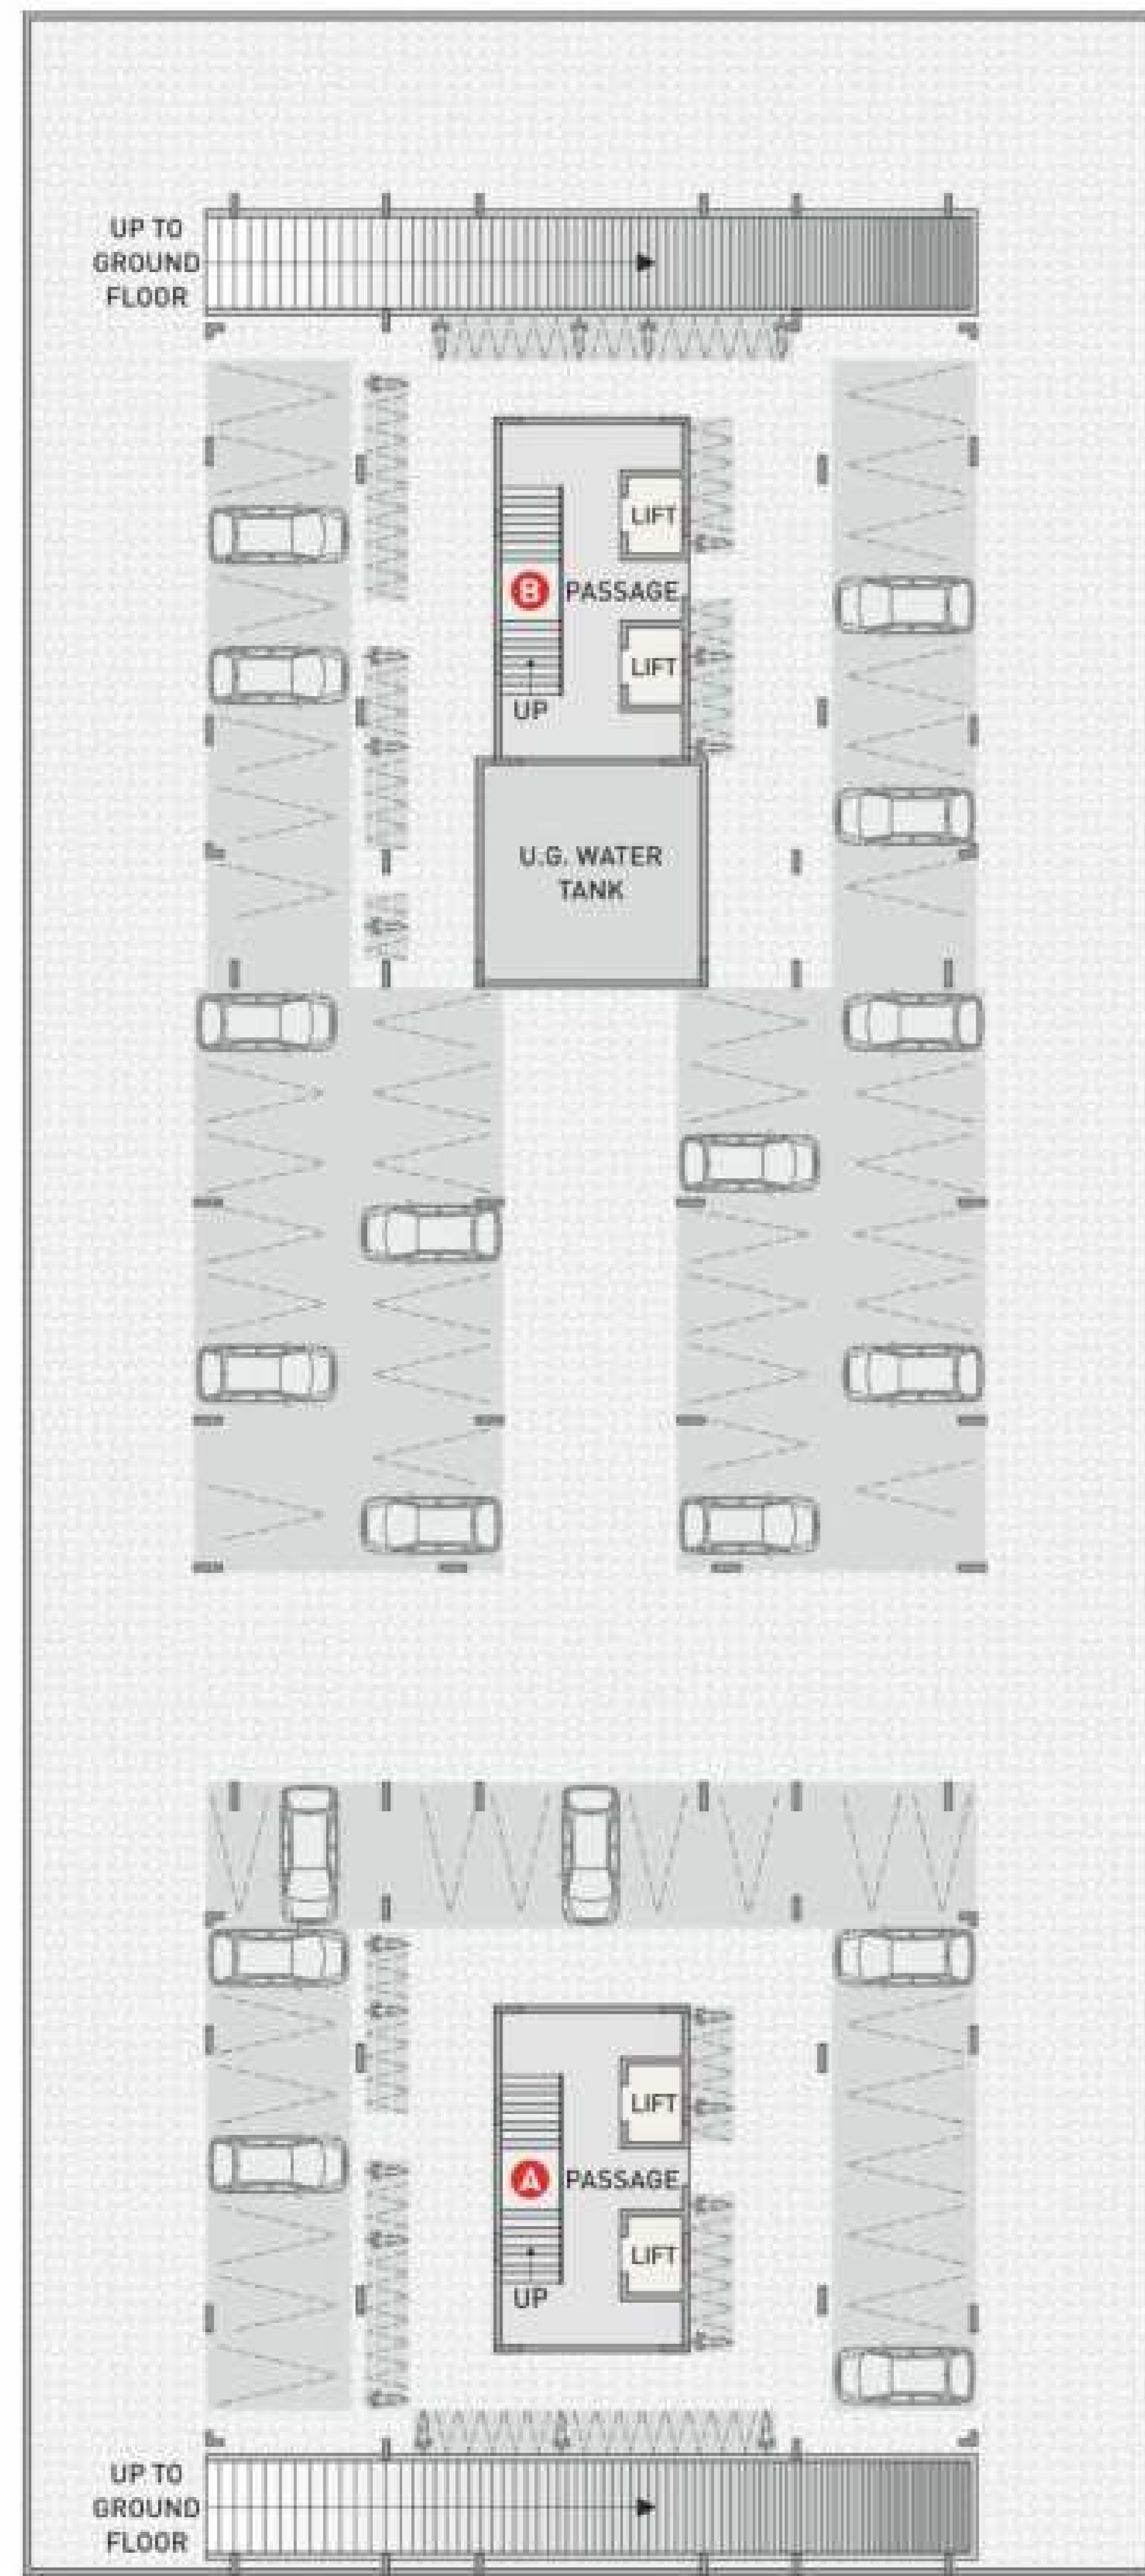 UP TO
GROUND
FLOOR
LIFT
B PASSAGE
LIFT
UP
U.G. WATER
TANK
LIFT
A PASSAGE
LIFT
UP
UP TO
GROUND
FLOOR